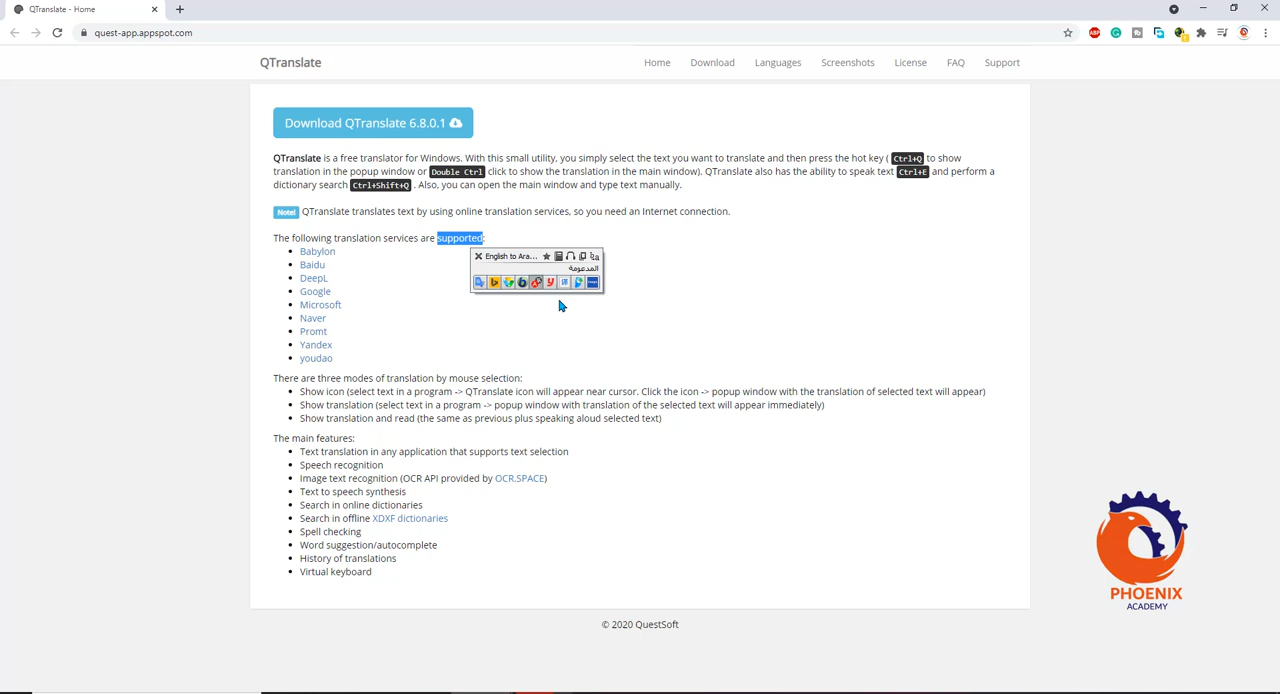 QTranslate - Home
quest-app.appspot.com
QTranslate
Home Download Languages Screenshots License FAQ Support
Download QTranslate 6.8.0.1
QTranslate is a free translator for Windows. With this small utility, you simply select the text you want to translate and then press the hot key ( Ctrl+Q to show
translation in the popup window or Double Ctrl click to show the translation in the main window). QTranslate also has the ability to speak text Ctrl+E and perform a
dictionary search Ctrl+Shift+Q . Also, you can open the main window and type text manually.
Note! QTranslate translates text by using online translation services, so you need an Internet connection.
The following translation services are supported:
Babylon
Baidu
DeepL
Google
Microsoft
Naver
Promt
Yandex
youdao
English to Ara...
المدعومة
There are three modes of translation by mouse selection:
Show icon (select text in a program -> QTranslate icon will appear near cursor. Click the icon -> popup window with the translation of selected text will appear)
Show translation (select text in a program -> popup window with translation of the selected text will appear immediately)
Show translation and read (the same as previous plus speaking aloud selected text)
The main features:
Text translation in any application that supports text selection
Speech recognition
Image text recognition (OCR API provided by OCR.SPACE)
Text to speech synthesis
Search in online dictionaries
Search in offline XDXF dictionaries
Spell checking
Word suggestion/autocomplete
History of translations
Virtual keyboard
PHOENIX
ACADEMY
© 2020 QuestSoft